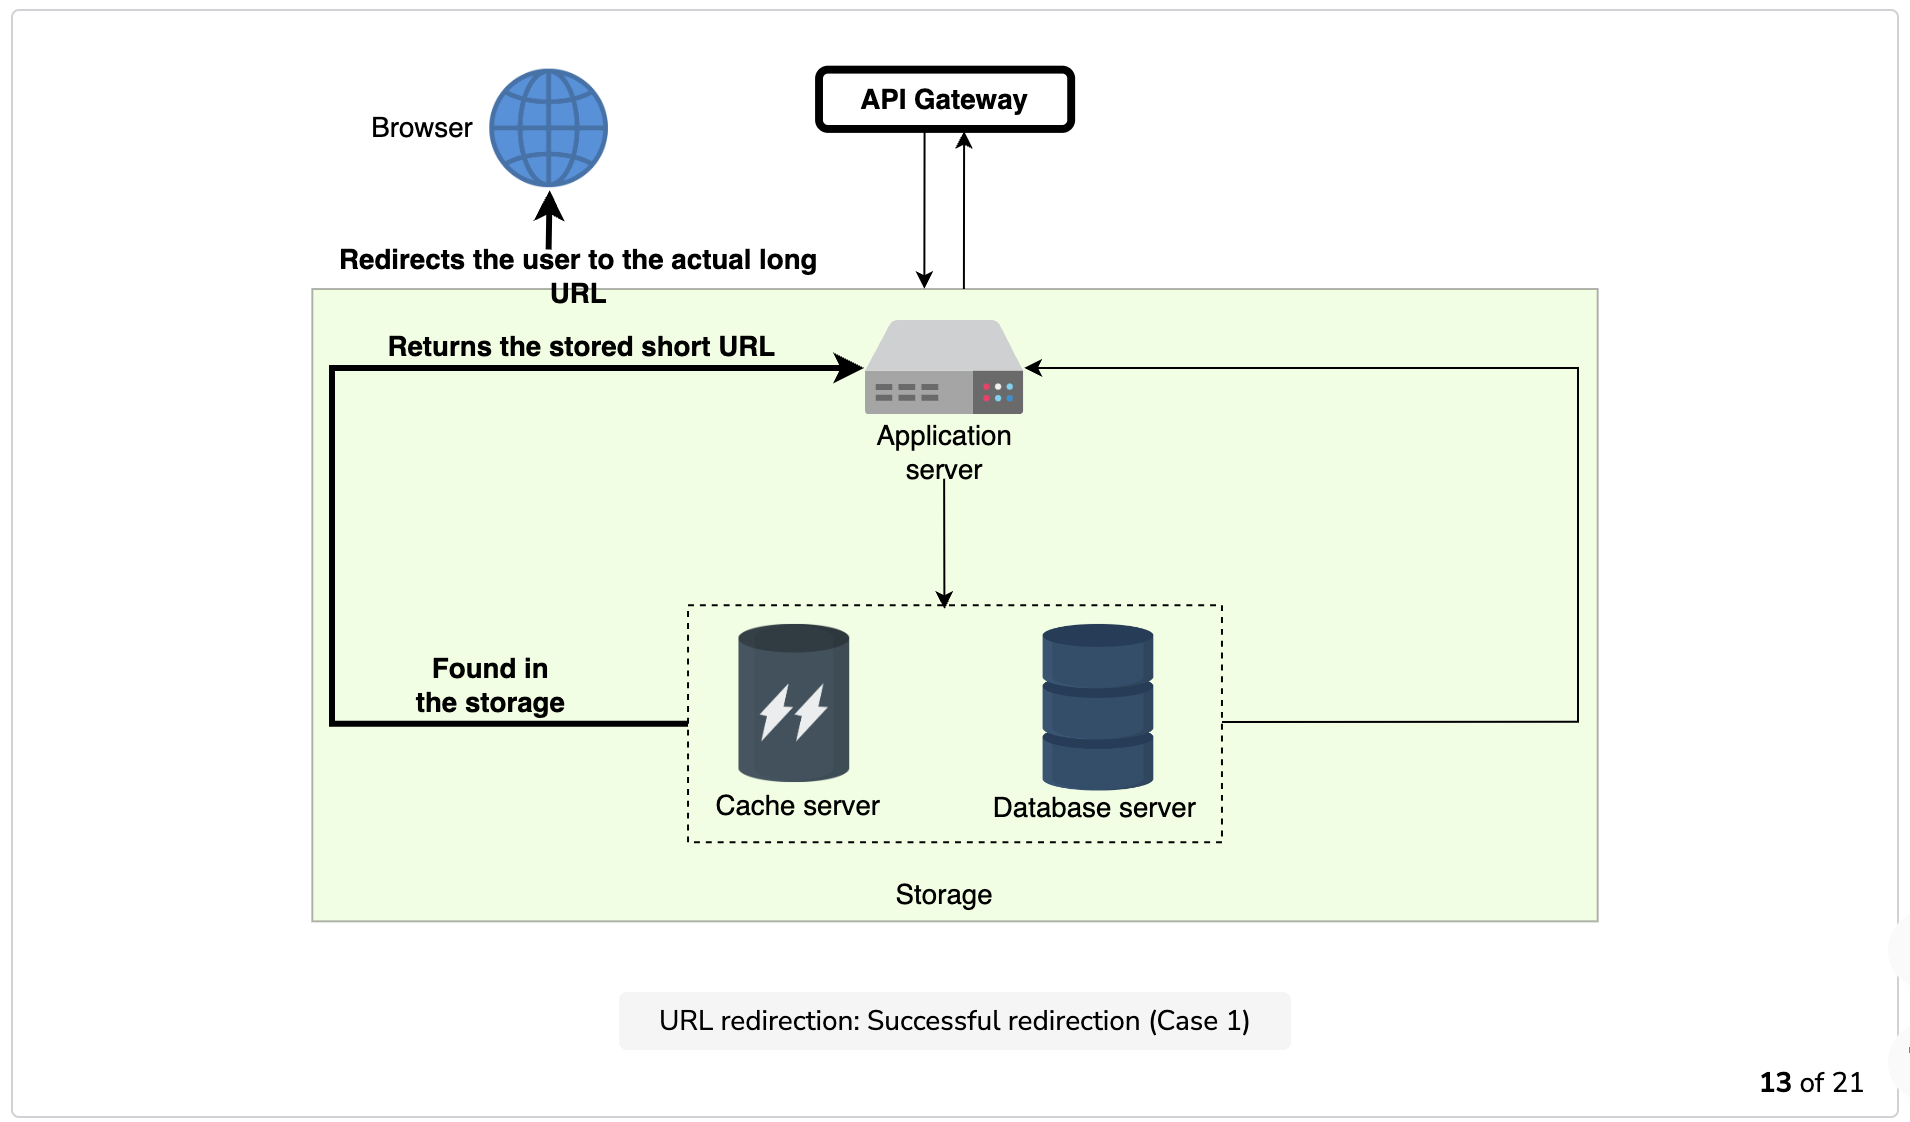 API Gateway
Browser
Redirects the user to the actual long
URL
Returns the stored short URL
Application
server
Found in
the storage
Cache server
Database server
Storage
URL redirection: Successful redirection (Case 1)
13 of 21